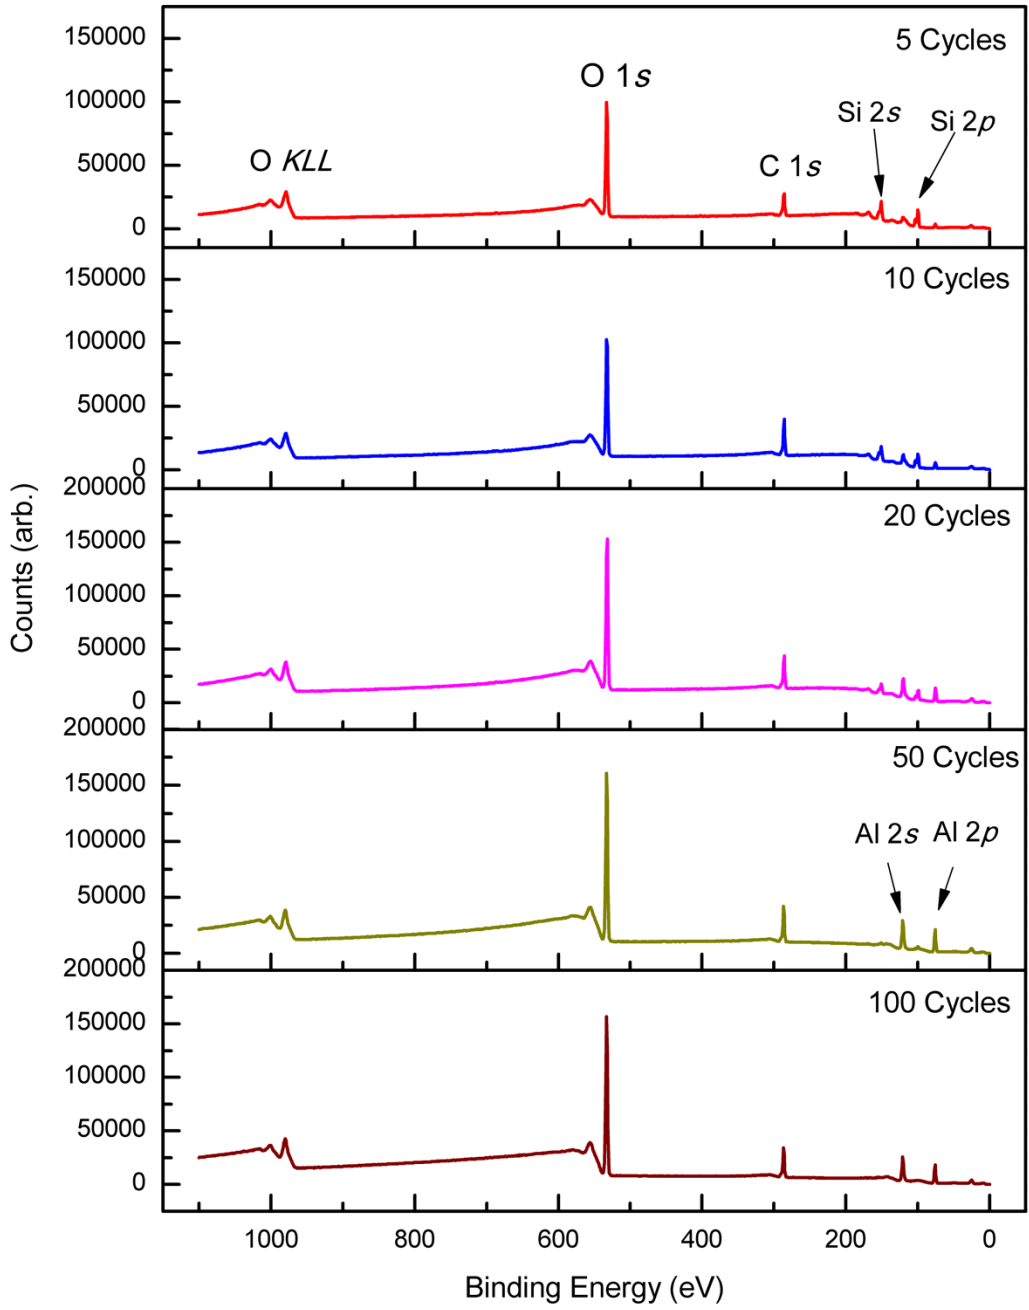 150000
5 Cycles
O 1s
100000
Si 2s
Si 2p
O KLL
C 1s
50000
0
150000
10 Cycles
100000
50000
0
200000
20 Cycles
150000
100000
50000
0
200000
50 Cycles
150000
100000
Al 2s
Al 2p
50000
0
200000
100 Cycles
150000
100000
50000
0
Counts (arb.)
1000 800 600 400 200 0
Binding Energy (eV)